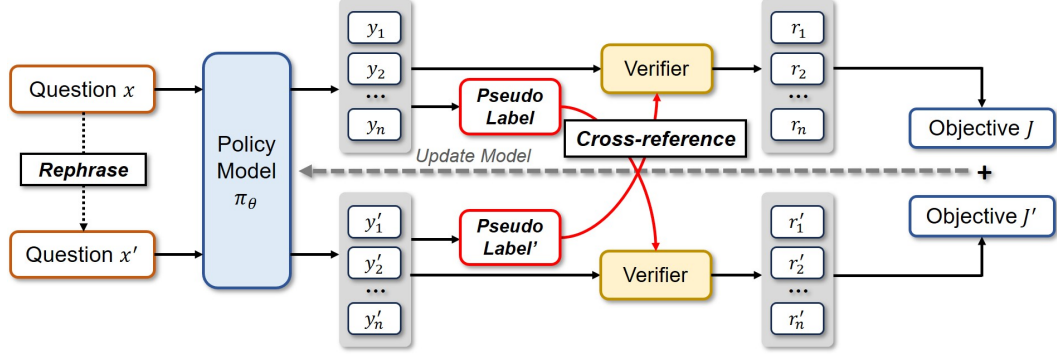 Question x
Rephrase
Question x′
Policy
Model
π_θ
y₁
y₂
...
yₙ
Pseudo
Label
Verifier
r₁
r₂
...
rₙ
Objective J
Cross-reference
Update Model
+
y′₁
y′₂
...
y′ₙ
Pseudo
Label'
Verifier
r′₁
r′₂
...
r′ₙ
Objective J′